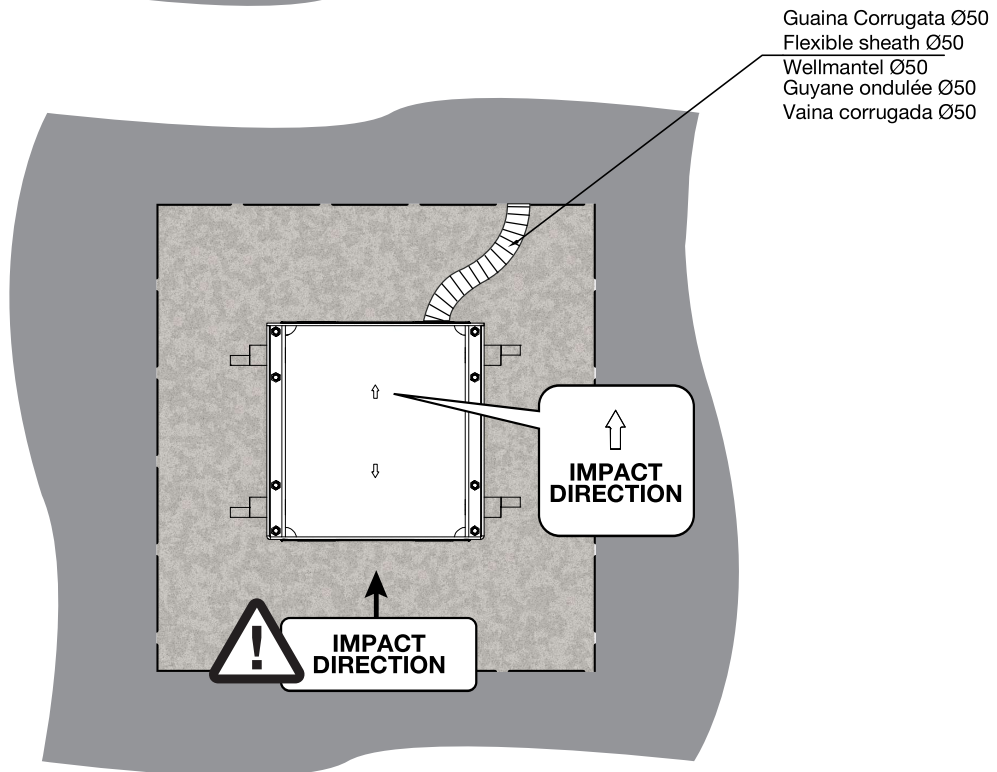 Guaina Corrugata Ø50
Flexible sheath Ø50
Wellmantel Ø50
Guyane ondulée Ø50
Vaina corrugada Ø50
IMPACT
DIRECTION
!
IMPACT
DIRECTION